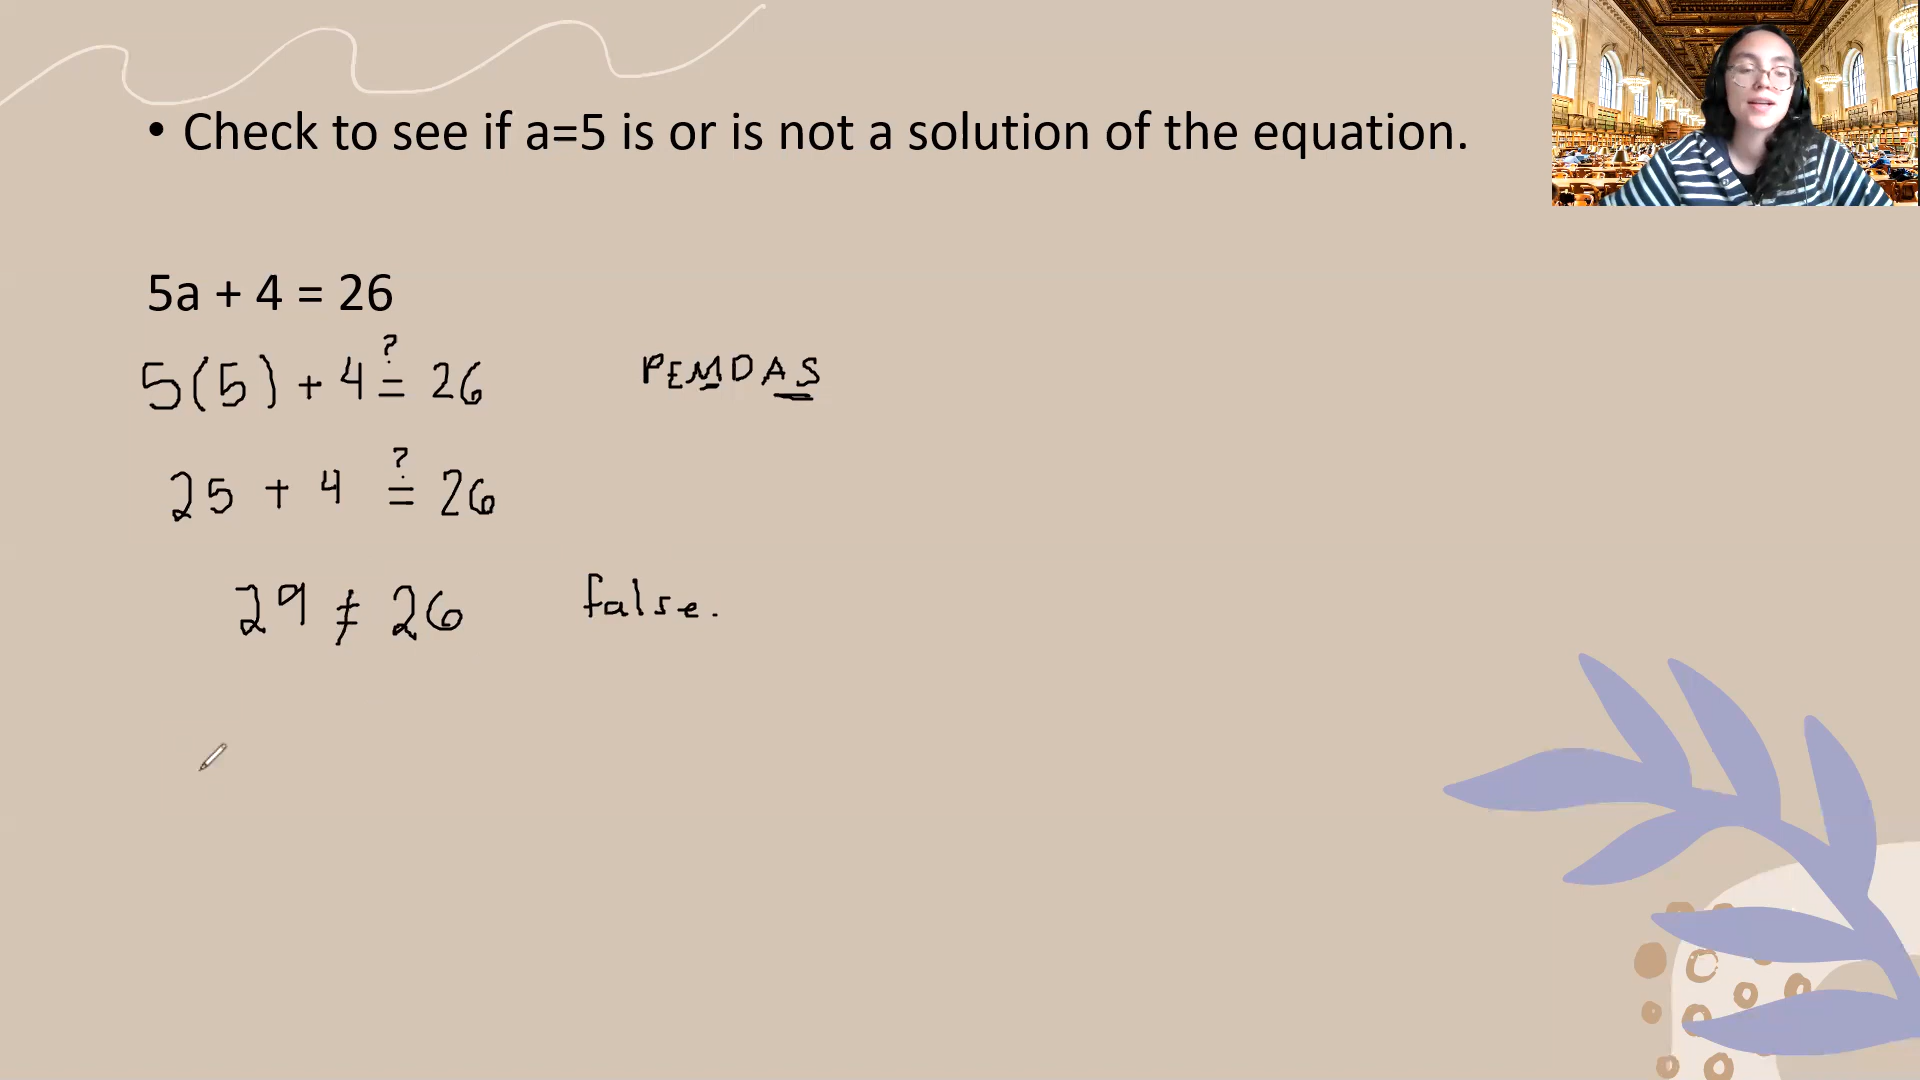 • Check to see if a=5 is or is not a solution of the equation.
5a + 4 = 26
5(5) + 4 ≟ 26 PEMDAS
25 + 4 ≟ 26
29 ≠ 26 false.